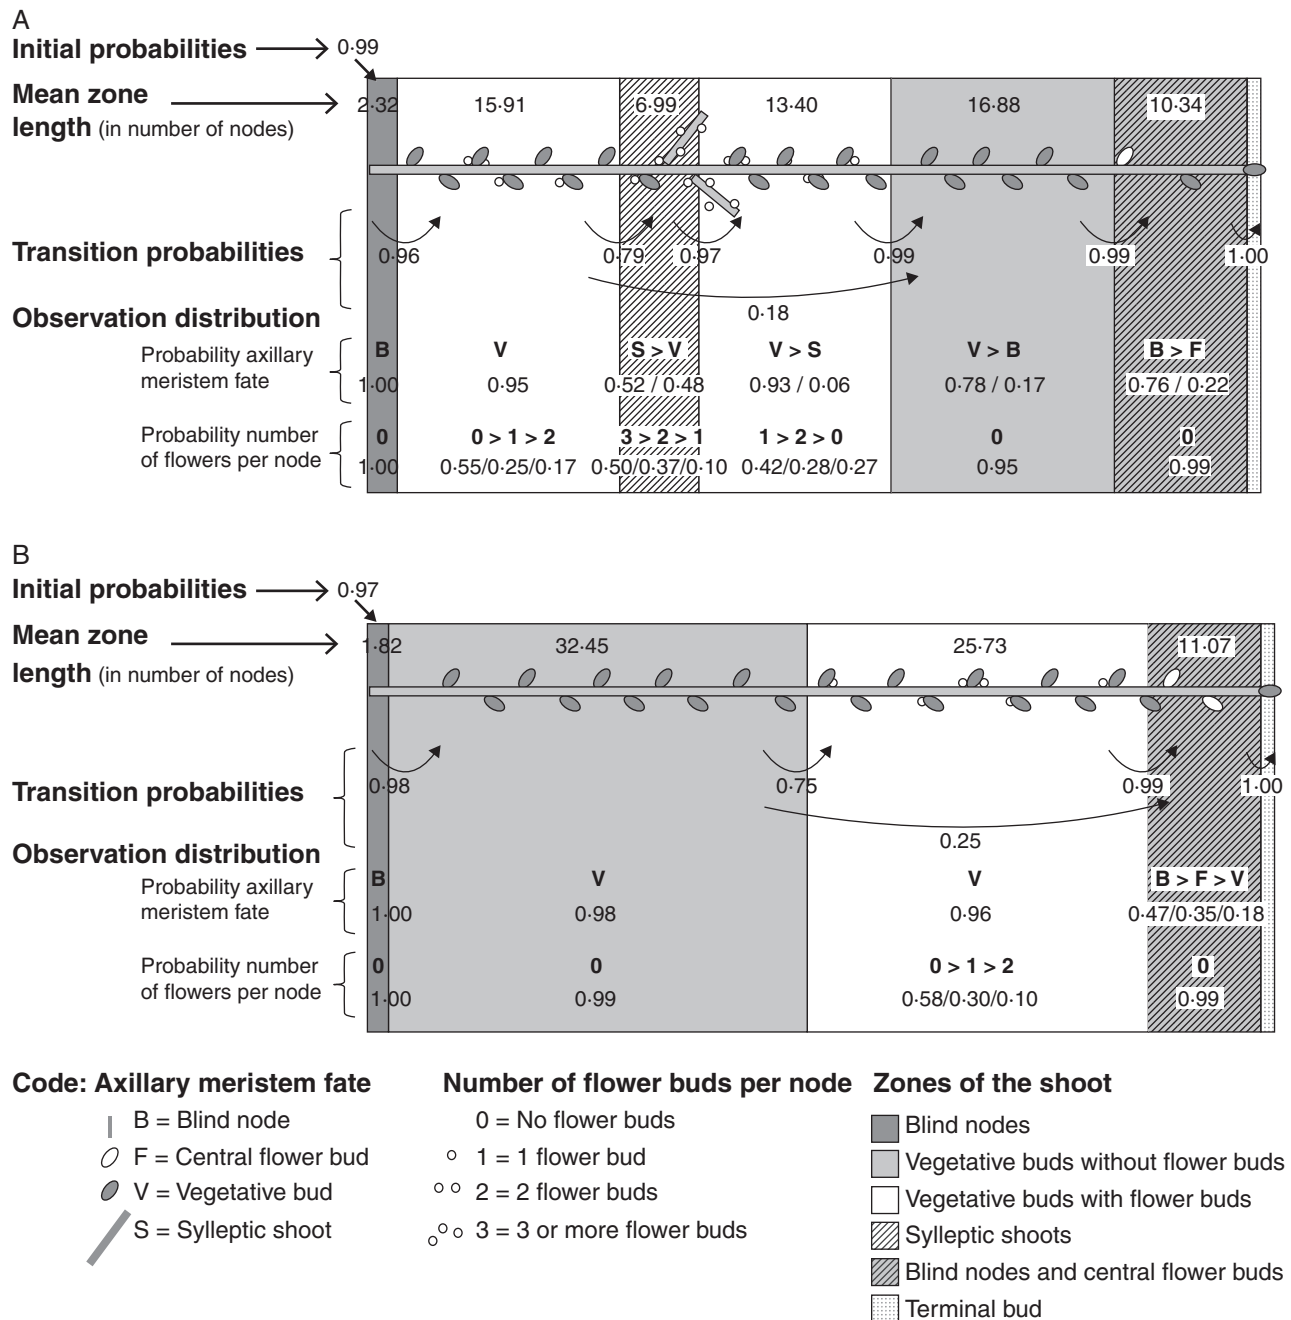 A
Initial probabilities 0·99
Mean zone
length (in number of nodes)
2·32 15·91 6·99 13·40 16·88 10·34
Transition probabilities
0·96 0·79 0·97 0·99 0·99 1·00
0·18
Observation distribution
Probability axillary
meristem fate
B V S > V V > S V > B B > F
1·00 0·95 0·52 / 0·48 0·93 / 0·06 0·78 / 0·17 0·76 / 0·22
Probability number
of flowers per node
0 0 > 1 > 2 3 > 2 > 1 1 > 2 > 0 0 0
1·00 0·55/0·25/0·17 0·50/0·37/0·10 0·42/0·28/0·27 0·95 0·99
B
Initial probabilities 0·97
Mean zone
length (in number of nodes)
1·82 32·45 25·73 11·07
Transition probabilities
0·98 0·75 0·99 1·00
0.25
Observation distribution
Probability axillary
meristem fate
B V V B > F > V
1·00 0·98 0·96 0·47/0·35/0·18
Probability number
of flowers per node
0 0 0 > 1 > 2 0
1·00 0·99 0·58/0·30/0·10 0·99
Code: Axillary meristem fate
B = Blind node
F = Central flower bud
V = Vegetative bud
S = Sylleptic shoot
Number of flower buds per node
0 = No flower buds
1 = 1 flower bud
2 = 2 flower buds
3 = 3 or more flower buds
Zones of the shoot
Blind nodes
Vegetative buds without flower buds
Vegetative buds with flower buds
Sylleptic shoots
Blind nodes and central flower buds
Terminal bud